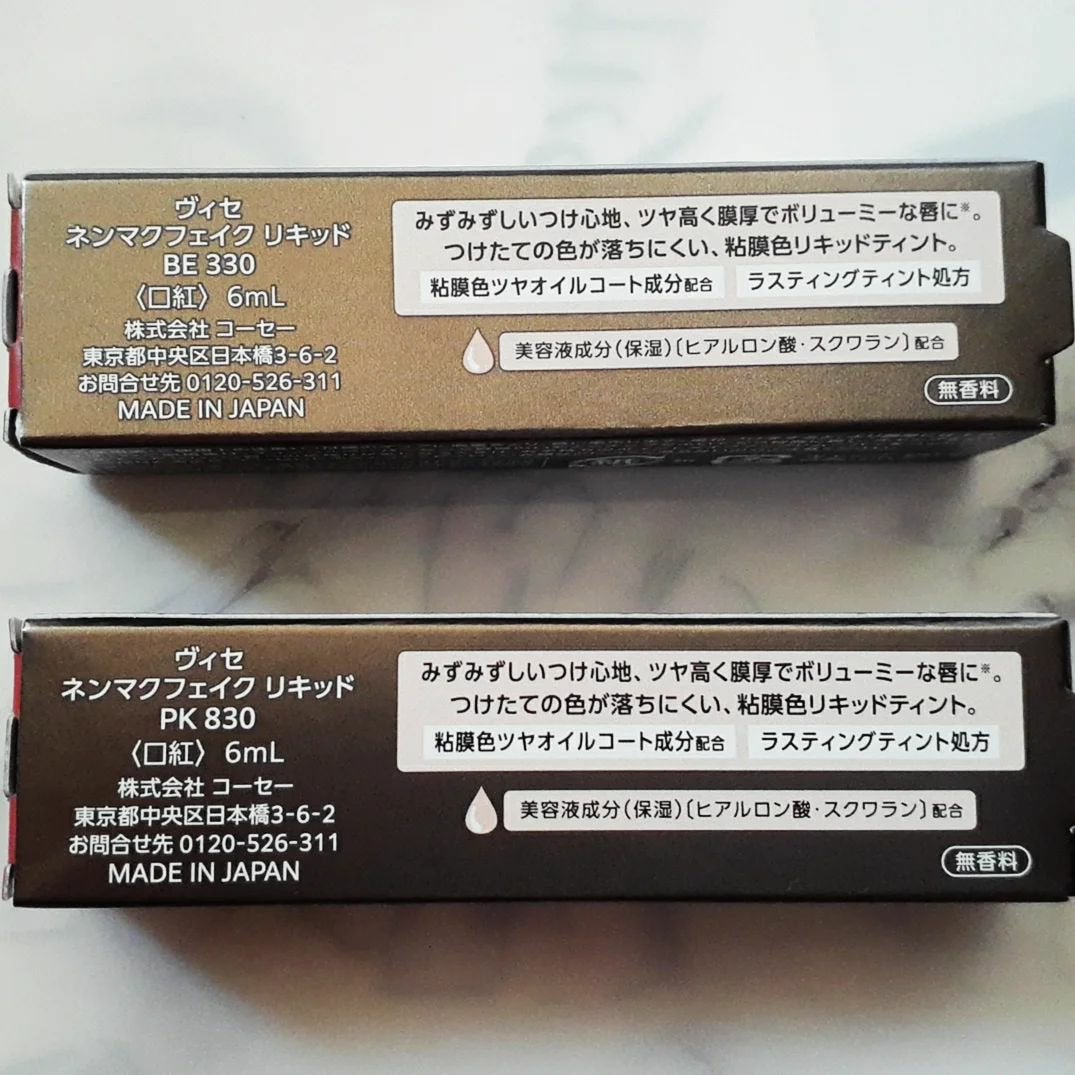 ヴィセ
ネンマクフェイク リキッド
BE 330
〈口紅〉 6mL
株式会社 コーセー
東京都中央区日本橋3-6-2
お問合せ先 0120-526-311
MADE IN JAPAN
みずみずしいつけ心地、ツヤ高く膜厚でボリューミーな唇に※。
つけたての色が落ちにくい、粘膜色リキッドティント。
粘膜色ツヤオイルコート成分配合 ラスティングティント処方
美容液成分(保湿)〔ヒアルロン酸・スクワラン〕配合
無香料
ヴィセ
ネンマクフェイク リキッド
PK 830
〈口紅〉 6mL
株式会社 コーセー
東京都中央区日本橋3-6-2
お問合せ先 0120-526-311
MADE IN JAPAN
みずみずしいつけ心地、ツヤ高く膜厚でボリューミーな唇に※。
つけたての色が落ちにくい、粘膜色リキッドティント。
粘膜色ツヤオイルコート成分配合 ラスティングティント処方
美容液成分(保湿)〔ヒアルロン酸・スクワラン〕配合
無香料